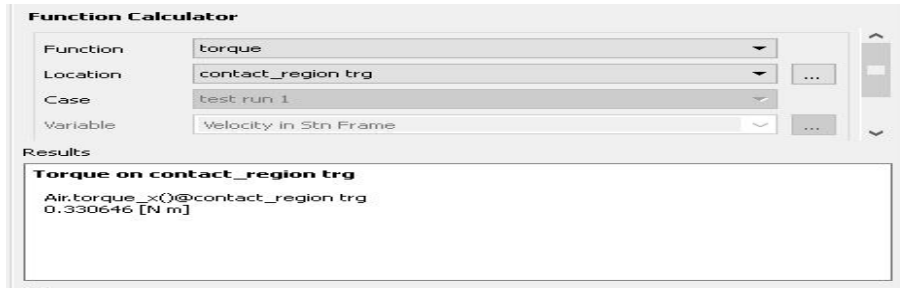 Function Calculator
Function torque
Location contact_region trg ...
Case test run 1
Variable Velocity in Stn Frame ...
Results
Torque on contact_region trg
Air.torque_x()@contact_region trg
0.330646 [N m]